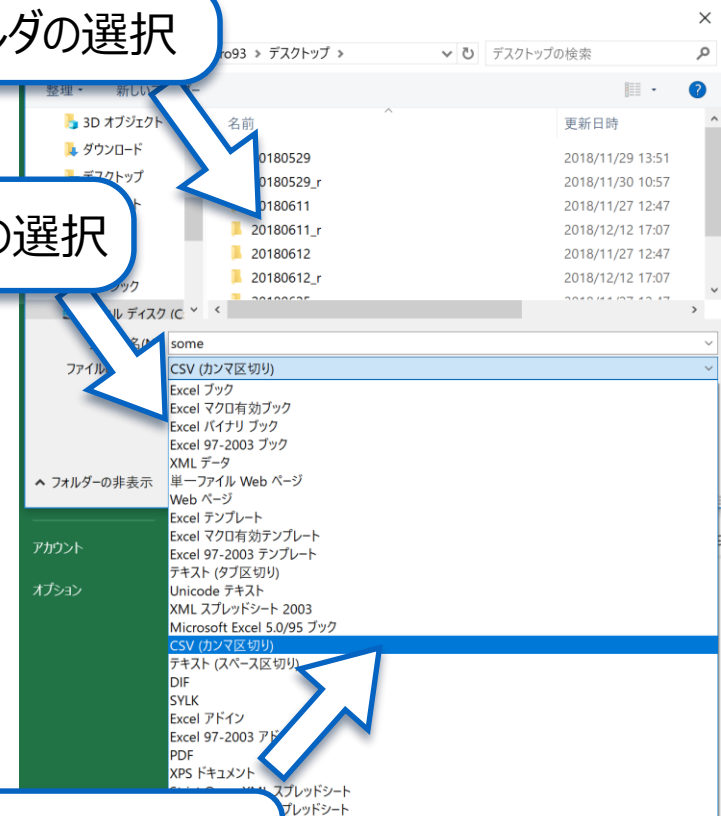 ルダの選択
ro93 › デスクトップ ›
デスクトップの検索
整理
名前
更新日時
3D オブジェクト
ダウンロード
デスクトップ
20180529
2018/11/29 13:51
20180529_r
2018/11/30 10:57
20180611
2018/11/27 12:47
20180611_r
2018/12/12 17:07
20180612
2018/11/27 12:47
20180612_r
2018/12/12 17:07
の選択
ック
ル ディスク (C
some
ファイル
CSV (カンマ区切り)
Excel ブック
Excel マクロ有効ブック
Excel バイナリ ブック
Excel 97-2003 ブック
XML データ
単一ファイル Web ページ
Web ページ
Excel テンプレート
Excel マクロ有効テンプレート
Excel 97-2003 テンプレート
テキスト (タブ区切り)
Unicode テキスト
XML スプレッドシート 2003
Microsoft Excel 5.0/95 ブック
CSV (カンマ区切り)
テキスト (スペース区切り)
DIF
SYLK
Excel アドイン
Excel 97-2003 アド
PDF
XPS ドキュメント
スプレッドシート
プレッドシート
フォルダーの非表示
アカウント
オプション